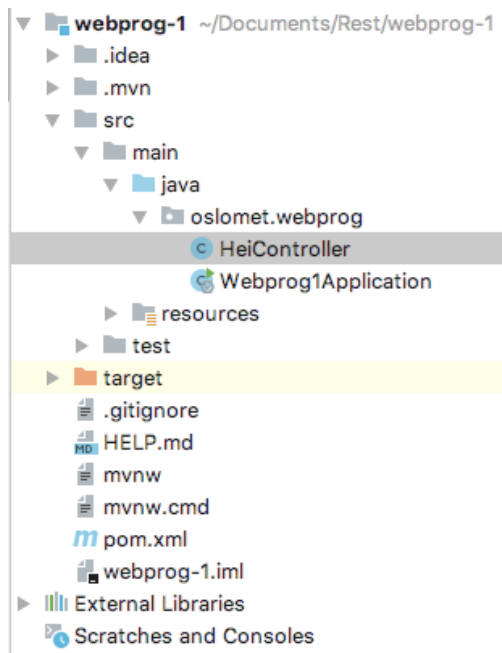 webprog-1 ~/Documents/Rest/webprog-1
.idea
.mvn
src
main
java
oslomet.webprog
C HeiController
C Webprog1Application
resources
test
target
.gitignore
MD HELP.md
mvnw
mvnw.cmd
m pom.xml
webprog-1.iml
External Libraries
Scratches and Consoles